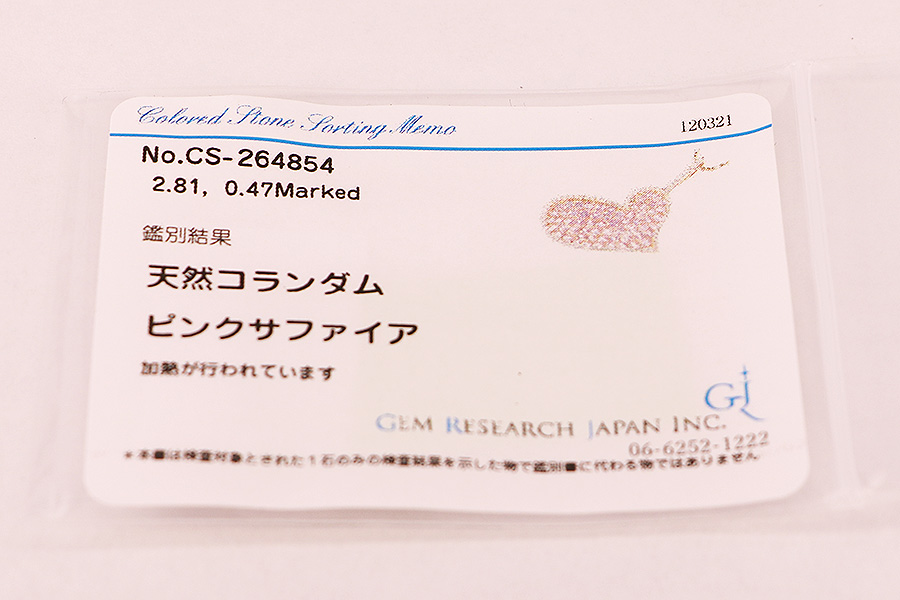 Colored Stone Sorting Memo
120321
No.CS-264854
2.81, 0.47Marked
鑑別結果
天然コランダム
ピンクサファイア
加熱が行われています
GJ
GEM RESEARCH JAPAN INC.
06-6252-1222
*本書は検査対象とされた1石のみの検査結果を示した物で鑑別書に代わる物ではありません